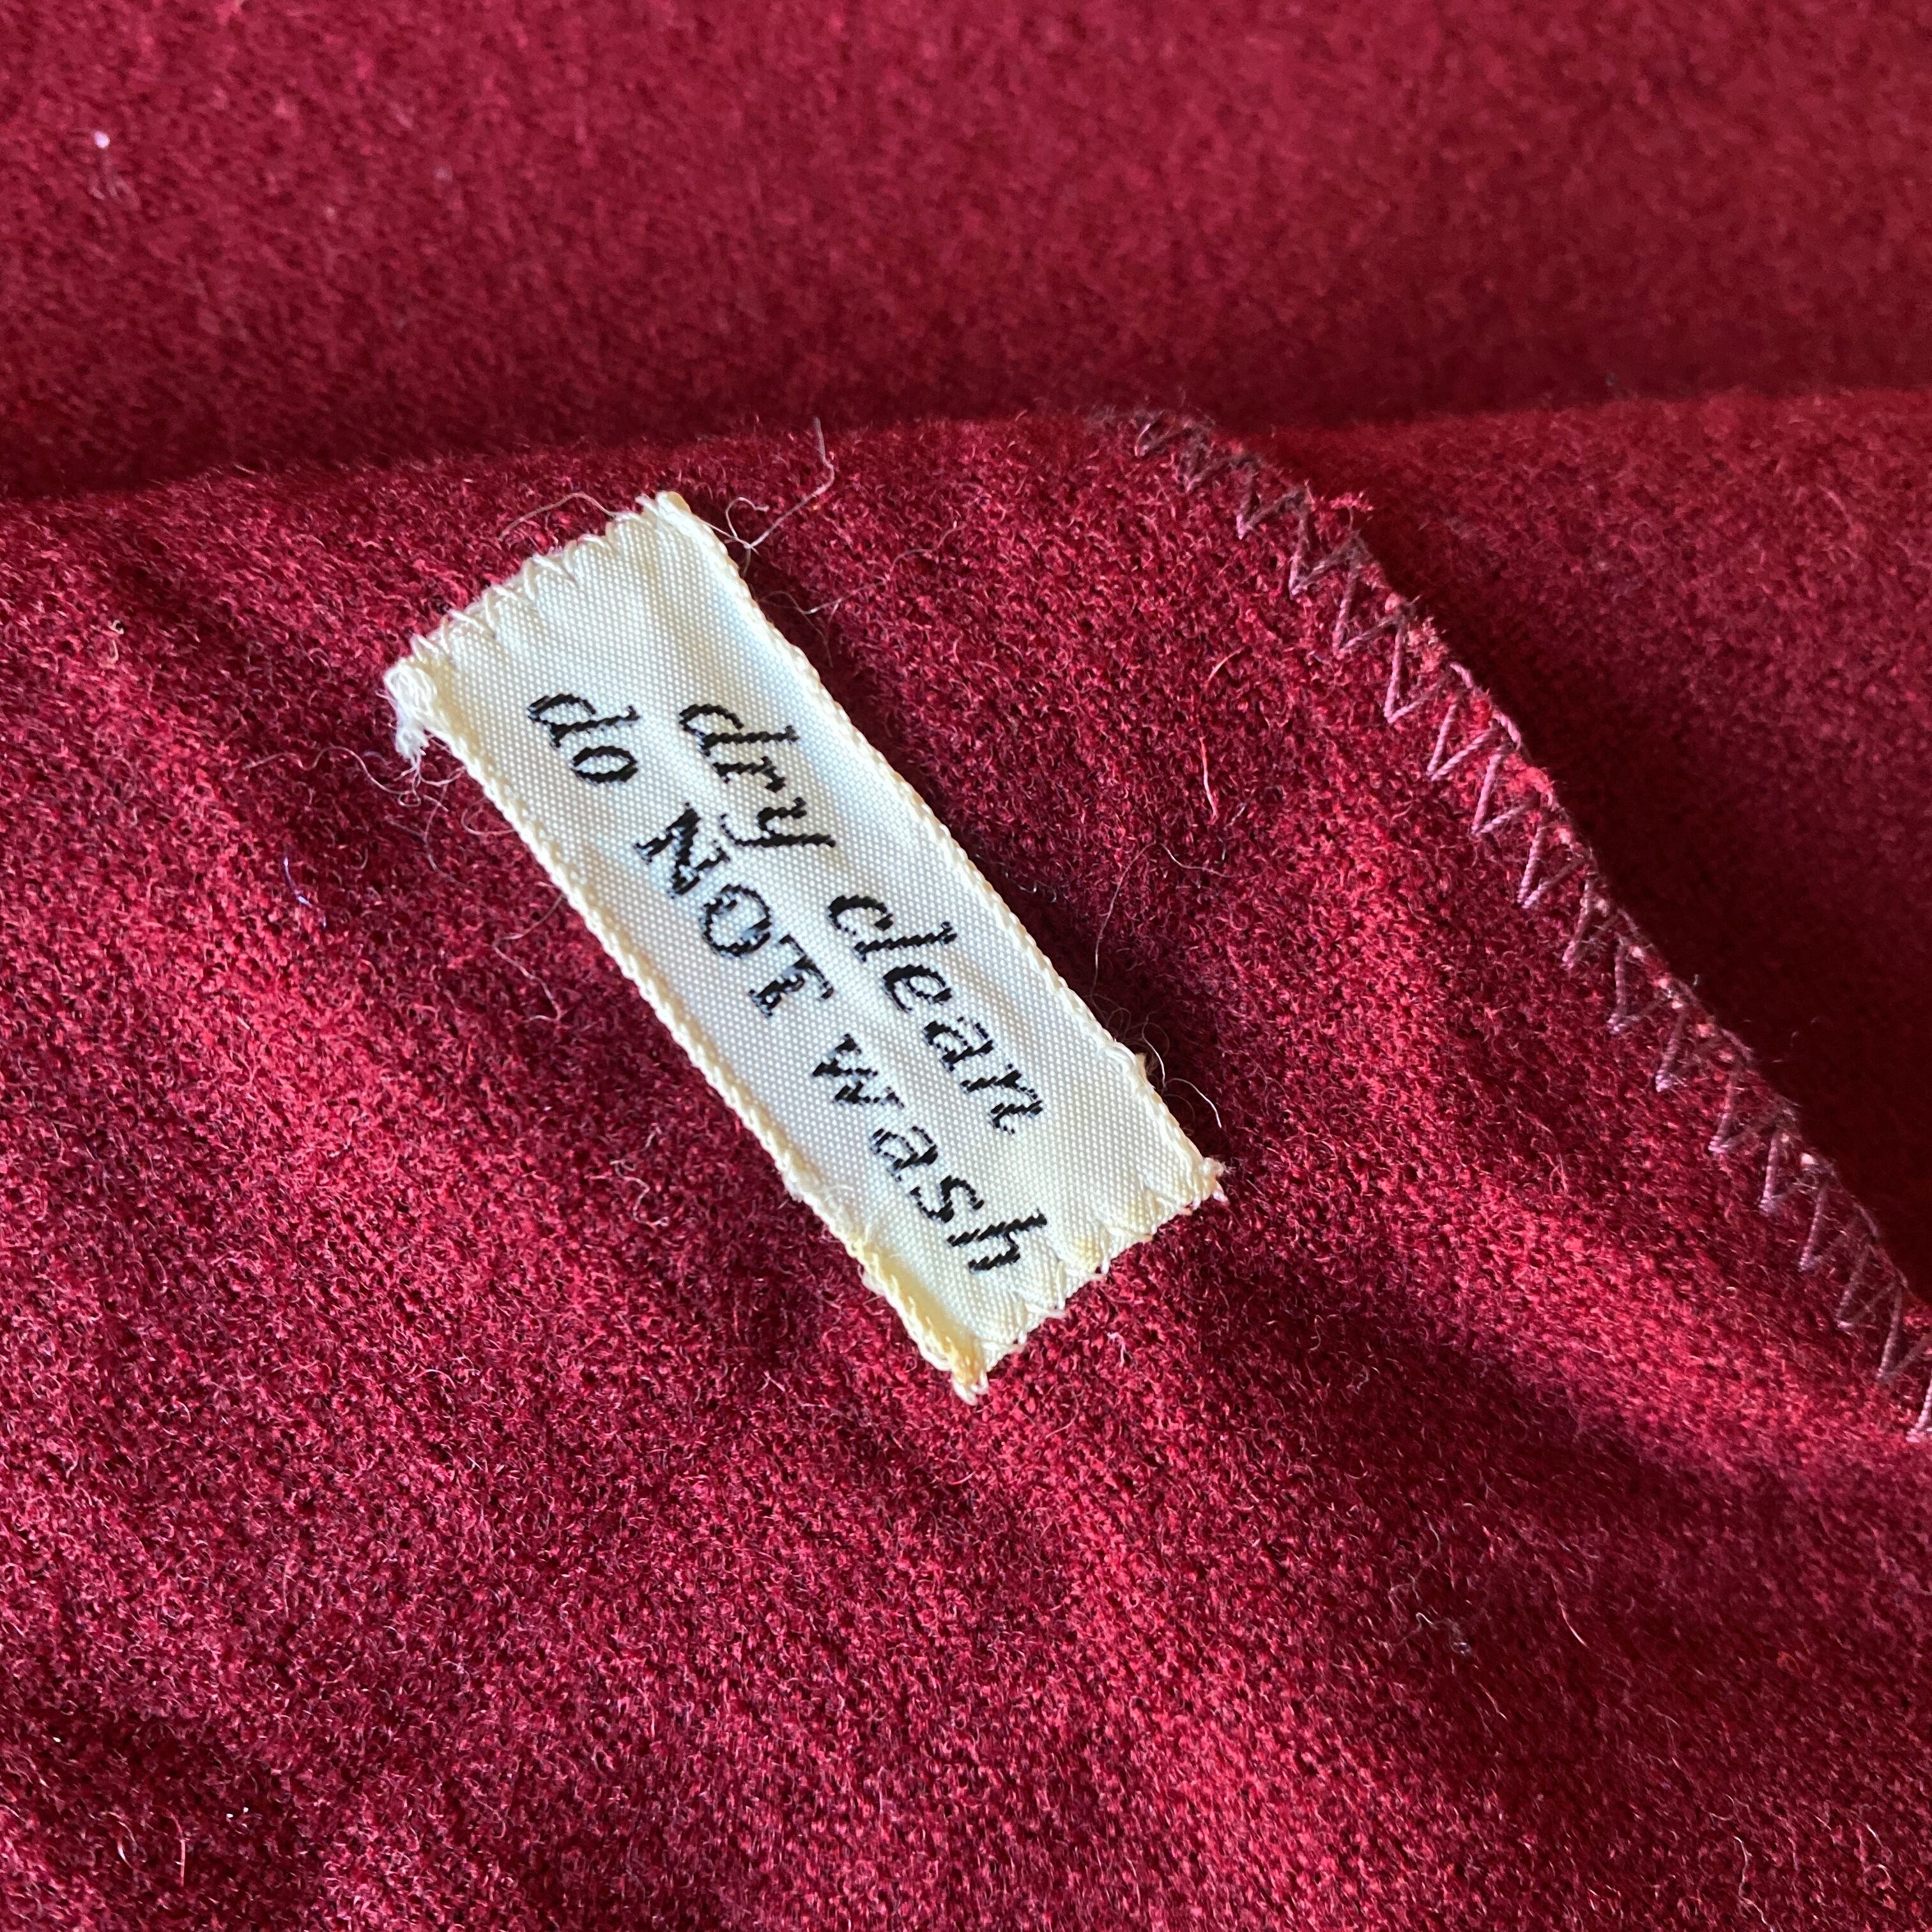 dry clean
do NOT wash